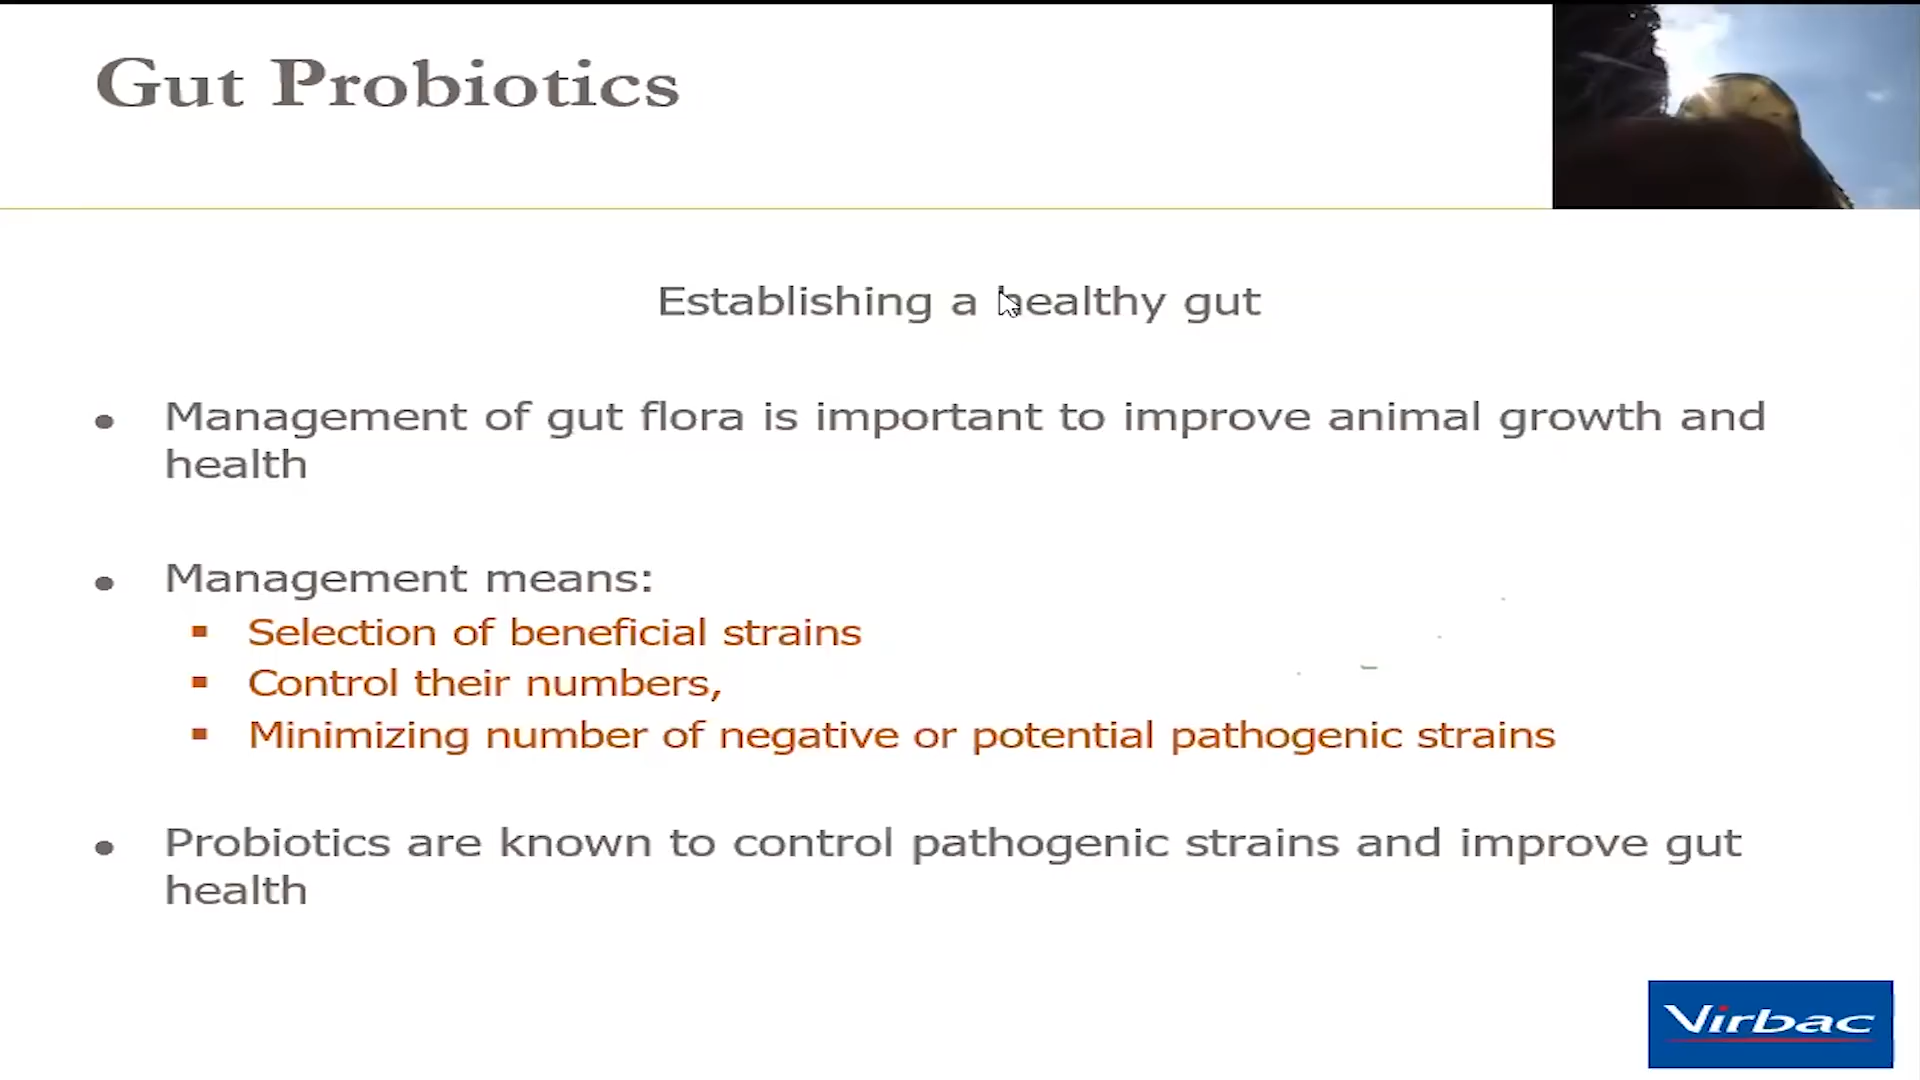 Gut Probiotics
Establishing a healthy gut
• Management of gut flora is important to improve animal growth and
health
• Management means:
▪ Selection of beneficial strains
▪ Control their numbers,
▪ Minimizing number of negative or potential pathogenic strains
• Probiotics are known to control pathogenic strains and improve gut
health
Virbac